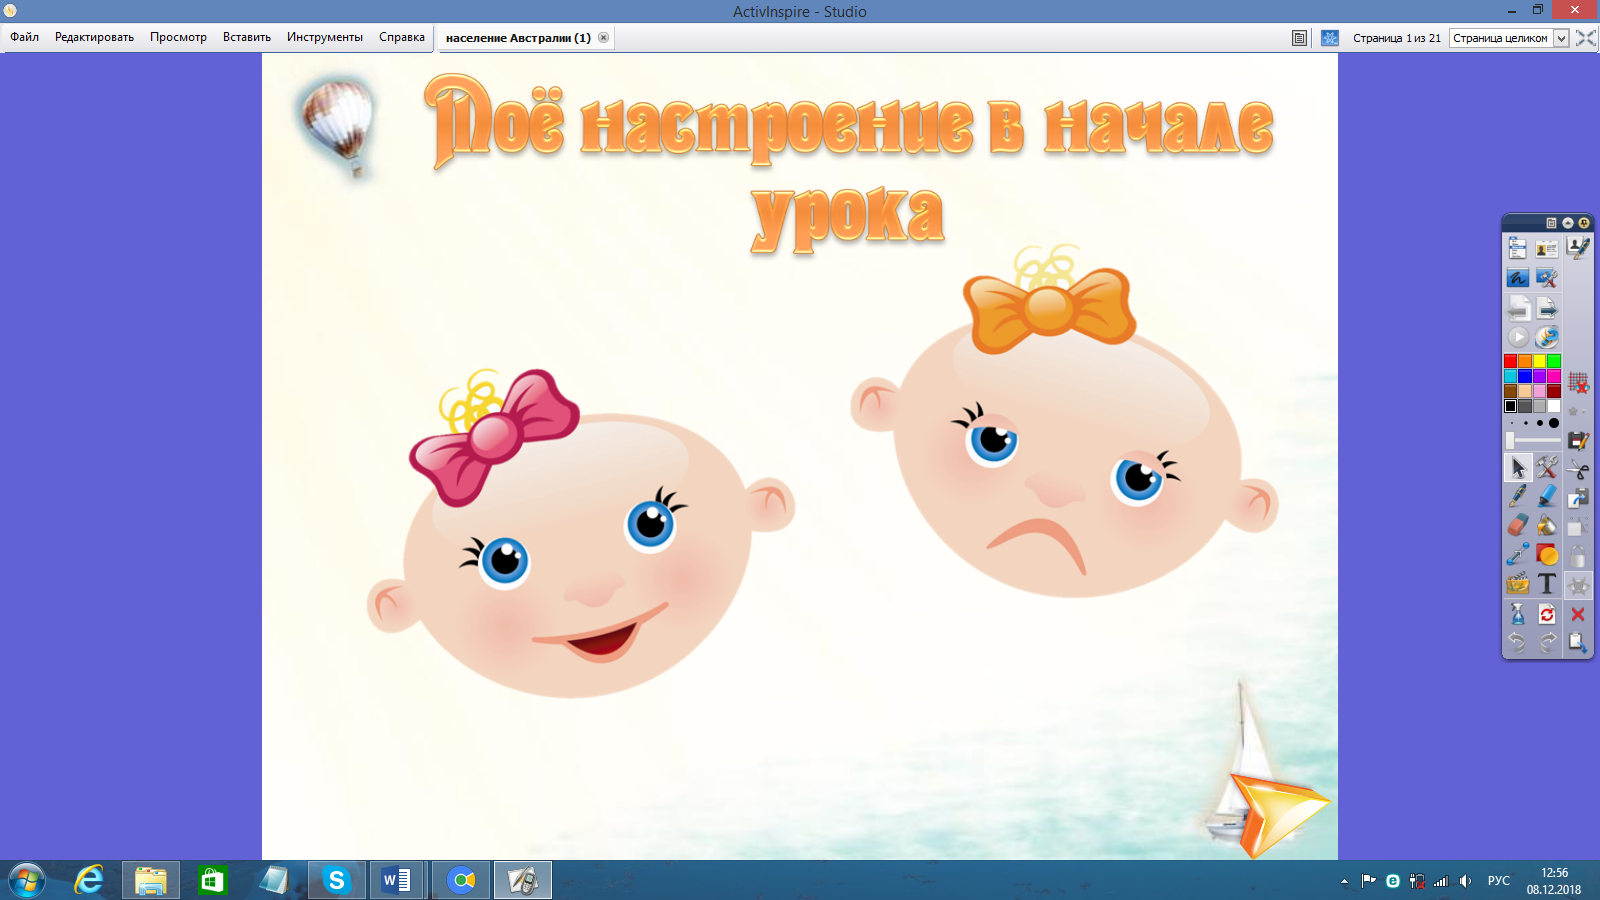 ActivInspire - Studio
Файл Редактировать Просмотр Вставить Инструменты Справка население Австралии (1) Страница 1 из 21 Страница целиком
Моё настроение в начале
урока
T
РУС 12:56
08.12.2018